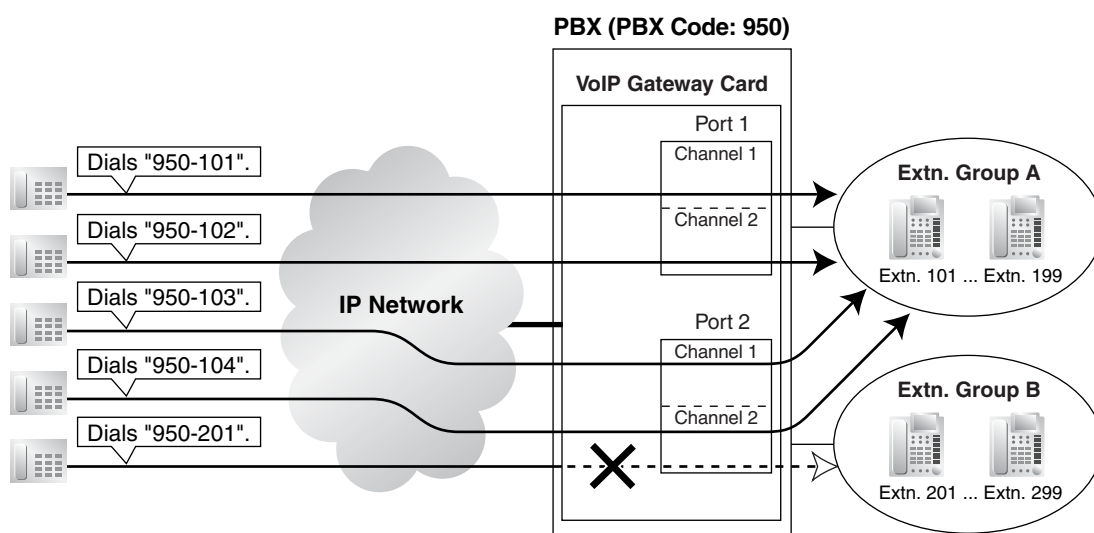 PBX (PBX Code: 950)
VoIP Gateway Card
Port 1
Channel 1
Channel 2
Dials "950-101".
Dials "950-102".
Dials "950-103".
Dials "950-104".
Dials "950-201".
IP Network
Port 2
Channel 1
Channel 2
Extn. Group A
Extn. 101 ... Extn. 199
Extn. Group B
Extn. 201 ... Extn. 299